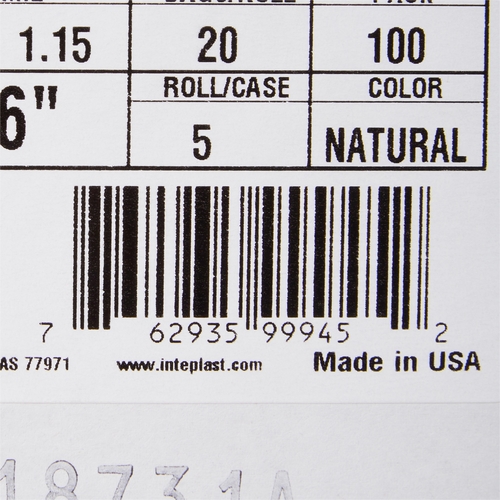 1.15 20 100
ROLL/CASE COLOR
6" 5 NATURAL
7 62935 99945 2
AS 77971 www.inteplast.com Made in USA